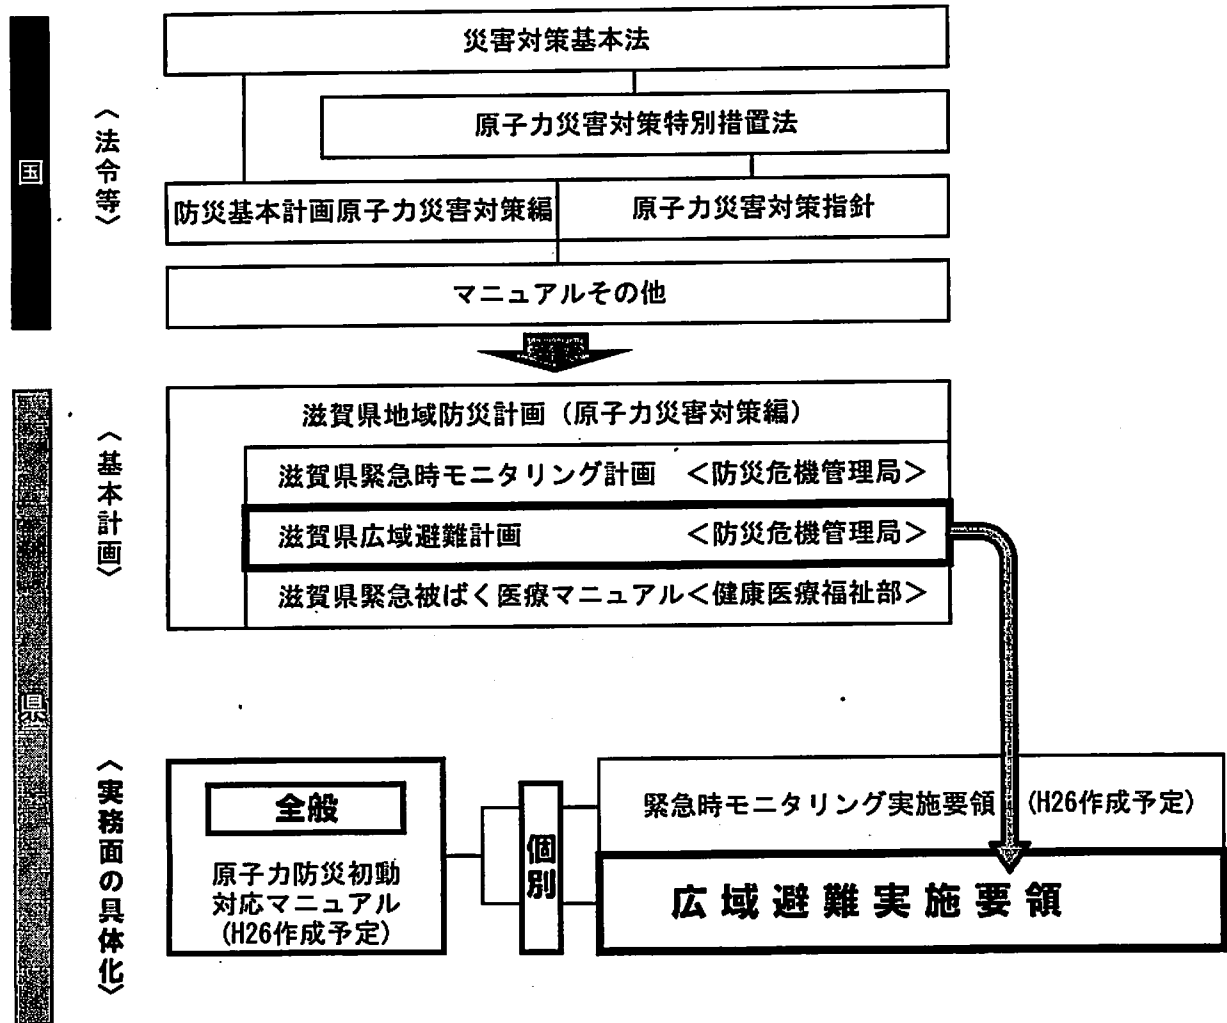 国
〈法令等〉
災害対策基本法
原子力災害対策特別措置法
防災基本計画原子力災害対策編
原子力災害対策指針
マニュアルその他
県
〈基本計画〉
滋賀県地域防災計画（原子力災害対策編）
滋賀県緊急時モニタリング計画　＜防災危機管理局＞
滋賀県広域避難計画　＜防災危機管理局＞
滋賀県緊急被ばく医療マニュアル＜健康医療福祉部＞
〈実務面の具体化〉
全般
原子力防災初動
対応マニュアル
(H26作成予定)
個別
緊急時モニタリング実施要領　(H26作成予定)
広域避難実施要領